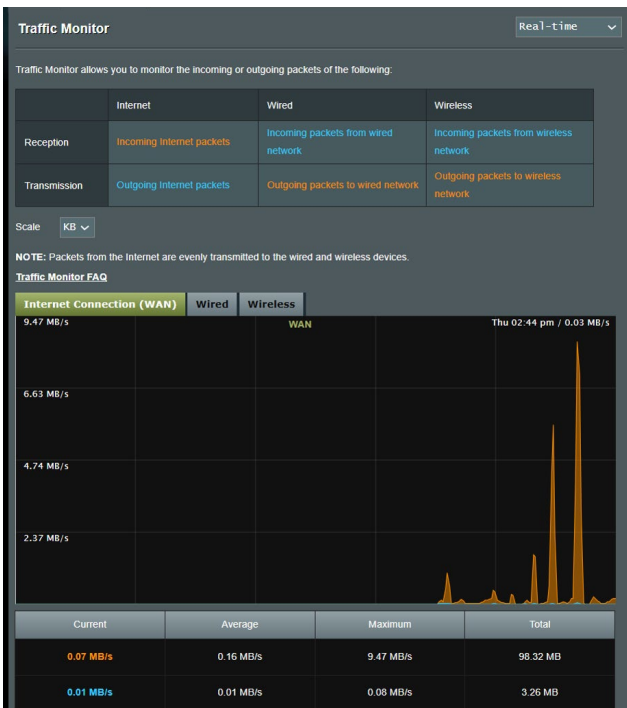 Traffic Monitor
Real-time
Traffic Monitor allows you to monitor the incoming or outgoing packets of the following:
Internet Wired Wireless
Reception Incoming Internet packets Incoming packets from wired network Incoming packets from wireless network
Transmission Outgoing Internet packets Outgoing packets to wired network Outgoing packets to wireless network
Scale KB
NOTE: Packets from the Internet are evenly transmitted to the wired and wireless devices.
Traffic Monitor FAQ
Internet Connection (WAN) Wired Wireless
9.47 MB/s WAN Thu 02:44 pm / 0.03 MB/s
6.63 MB/s
4.74 MB/s
2.37 MB/s
Current Average Maximum Total
0.07 MB/s 0.16 MB/s 9.47 MB/s 98.32 MB
0.01 MB/s 0.01 MB/s 0.08 MB/s 3.26 MB